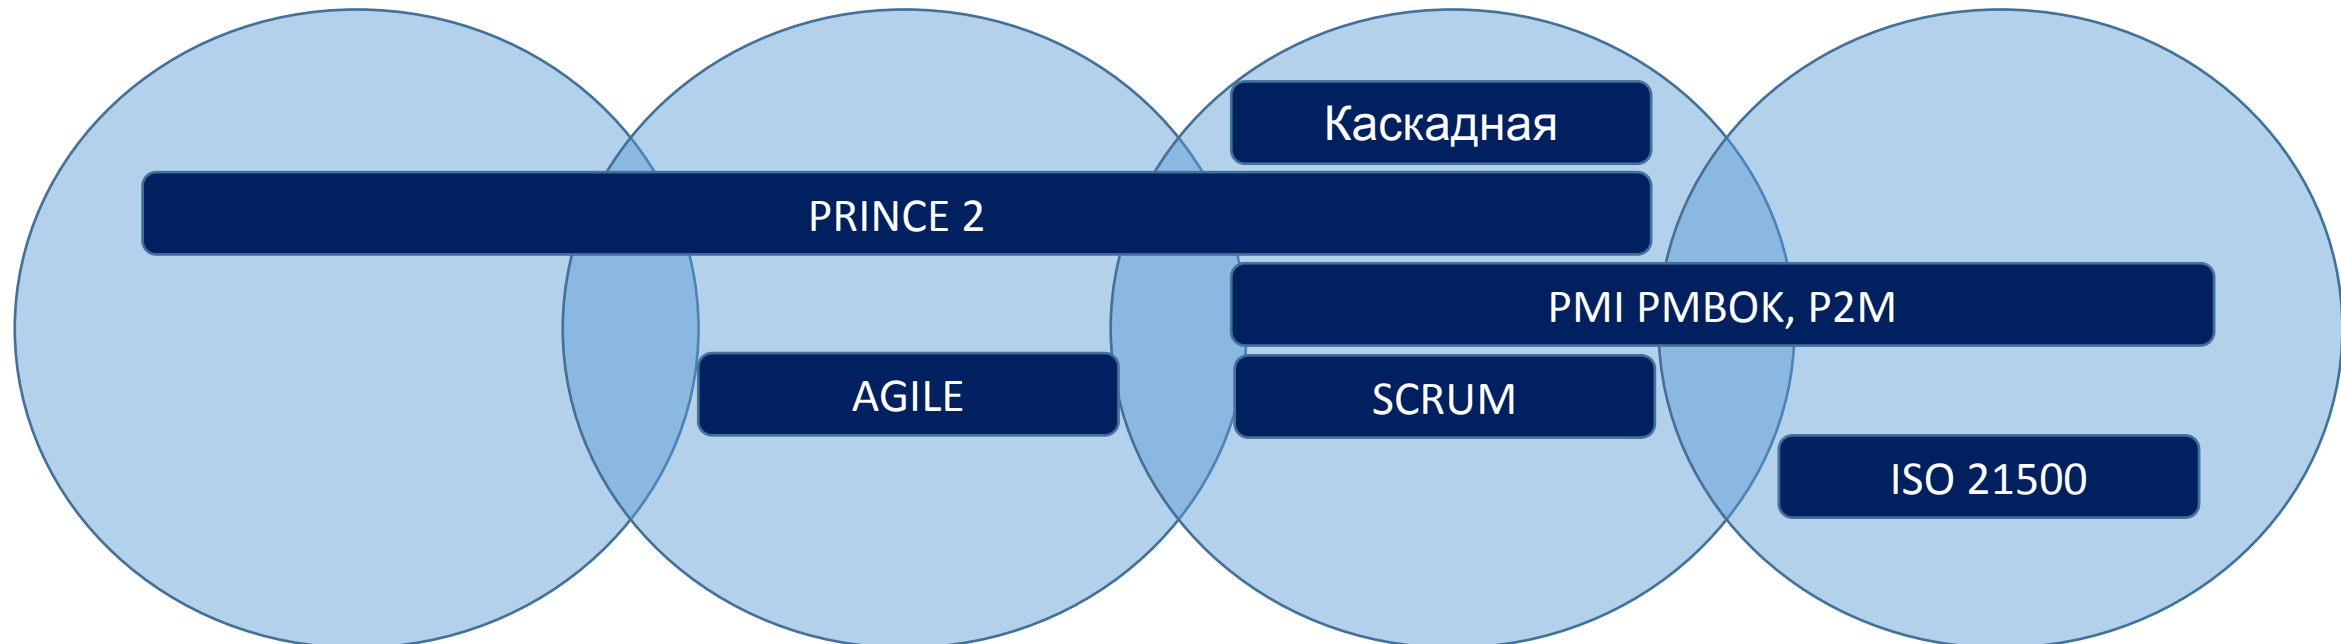 Каскадная
PRINCE 2
PMI PMBOK, P2M
AGILE
SCRUM
ISO 21500